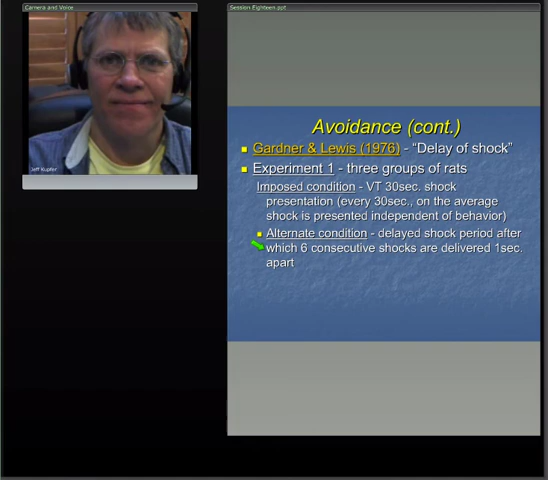 Camera and Voice
Session Eighteen.ppt
Jeff Kupfer
Avoidance (cont.)
Gardner & Lewis (1976) - “Delay of shock”
Experiment 1 - three groups of rats
Imposed condition - VT 30sec. shock
presentation (every 30sec., on the average
shock is presented independent of behavior)
Alternate condition - delayed shock period after
which 6 consecutive shocks are delivered 1sec.
apart